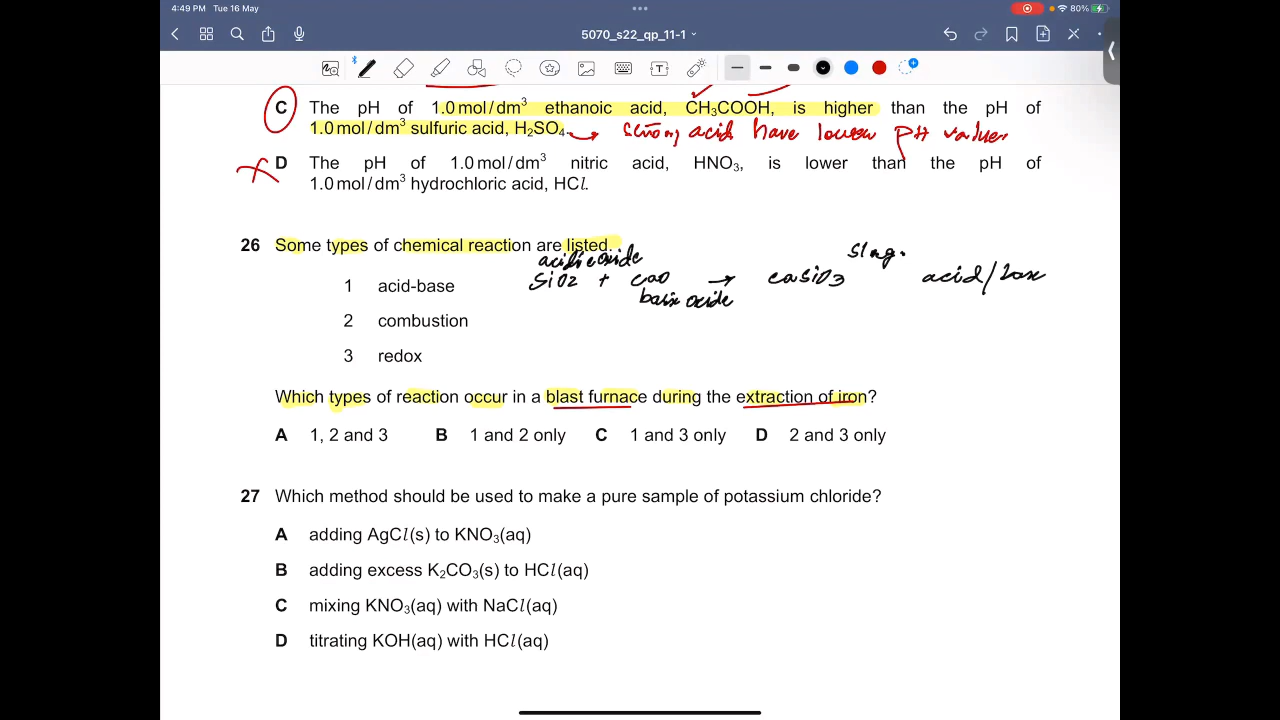 4:49 PM Tue 16 May
80%
5070_s22_qp_11-1
C The pH of 1.0 mol/dm³ ethanoic acid, CH₃COOH, is higher than the pH of
1.0 mol/dm³ sulfuric acid, H₂SO₄. → strong acid have lower pH values
D The pH of 1.0 mol/dm³ nitric acid, HNO₃, is lower than the pH of
1.0 mol/dm³ hydrochloric acid, HCl.
26 Some types of chemical reaction are listed.
acidic oxide
slag.
1 acid-base
SiO2 + CaO → CaSiO3 acid/base
basic oxide
2 combustion
3 redox
Which types of reaction occur in a blast furnace during the extraction of iron?
A 1, 2 and 3 B 1 and 2 only C 1 and 3 only D 2 and 3 only
27 Which method should be used to make a pure sample of potassium chloride?
A adding AgCl(s) to KNO₃(aq)
B adding excess K₂CO₃(s) to HCl(aq)
C mixing KNO₃(aq) with NaCl(aq)
D titrating KOH(aq) with HCl(aq)